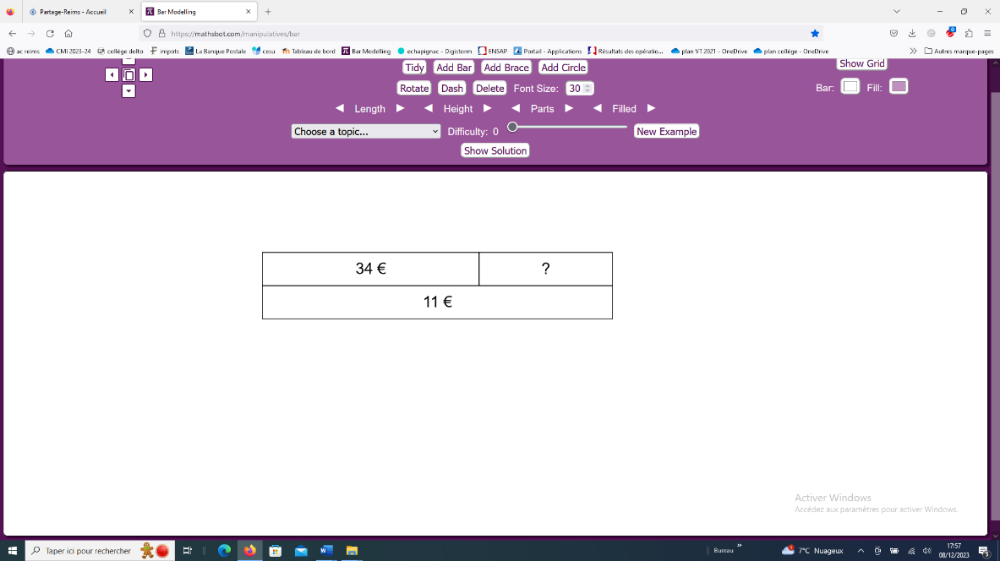 Partage-Reims - Accueil
Bar Modelling
https://mathsbot.com/manipulatives/bar
ac reims
CMI 2023-24
collège dolto
impots
La Banque Postale
cesu
Tableau de bord
Bar Modelling
echapignac - Digistorm
ENSAP
Portail - Applications
Résultats des opératio...
plan VT 2021 - OneDrive
plan collège - OneDrive
Autres marque-pages
Tidy Add Bar Add Brace Add Circle
Show Grid
Rotate Dash Delete Font Size: 30
Bar: Fill:
Length Height Parts Filled
Choose a topic... Difficulty: 0 New Example
Show Solution
34 € ?
11 €
Activer Windows
Accédez aux paramètres pour activer Windows.
Taper ici pour rechercher
Bureau
7°C Nuageux
17:57
08/12/2023
3